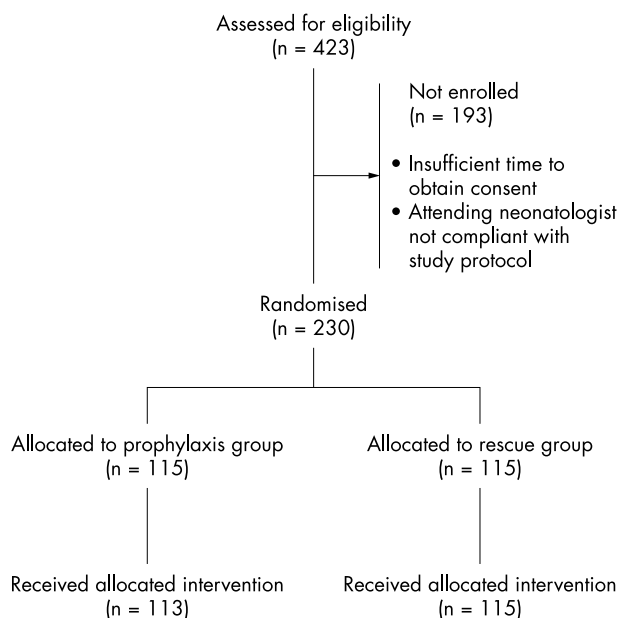 Assessed for eligibility
(n = 423)
Not enrolled
(n = 193)
• Insufficient time to
obtain consent
• Attending neonatologist
not compliant with
study protocol
Randomised
(n = 230)
Allocated to prophylaxis group
(n = 115)
Allocated to rescue group
(n = 115)
Received allocated intervention
(n = 113)
Received allocated intervention
(n = 115)